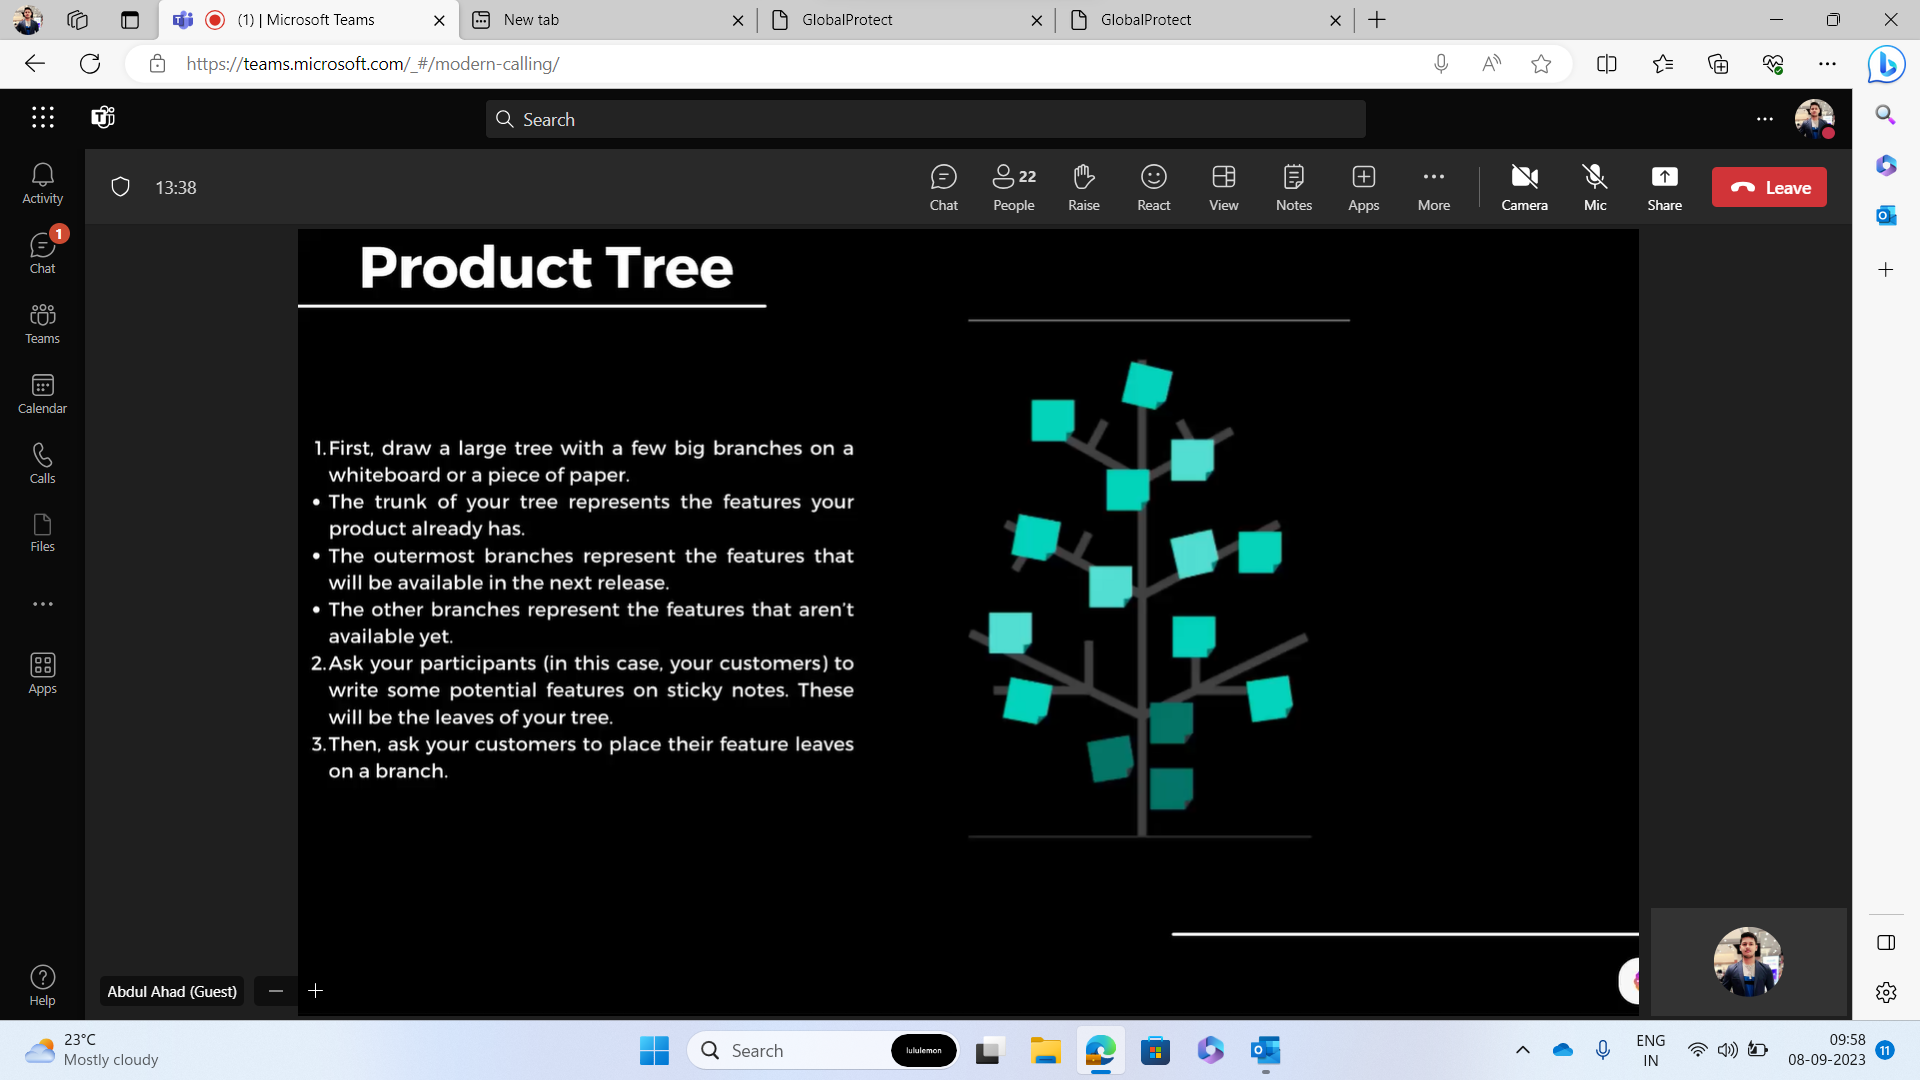 (1) | Microsoft Teams
New tab
GlobalProtect
GlobalProtect
https://teams.microsoft.com/_#/modern-calling/
Search
13:38
Chat
22
People
Raise
React
View
Notes
Apps
More
Camera
Mic
Share
Leave
Activity
1
Chat
Teams
Calendar
Calls
Files
Apps
Help
Product Tree
1. First, draw a large tree with a few big branches on a
whiteboard or a piece of paper.
• The trunk of your tree represents the features your
product already has.
• The outermost branches represent the features that
will be available in the next release.
• The other branches represent the features that aren't
available yet.
2. Ask your participants (in this case, your customers) to
write some potential features on sticky notes. These
will be the leaves of your tree.
3. Then, ask your customers to place their feature leaves
on a branch.
Abdul Ahad (Guest)
23°C
Mostly cloudy
Search
lululemon
ENG
IN
09:58
08-09-2023
11